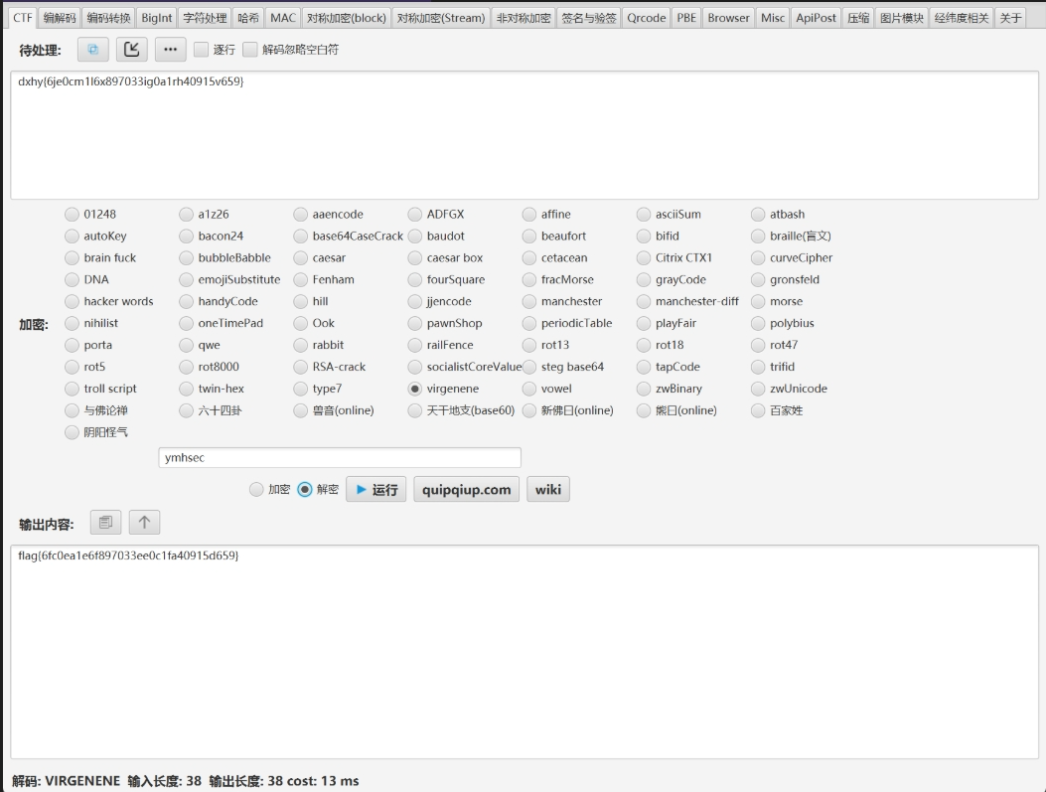 CTF 编解码 编码转换 BigInt 字符处理 哈希 MAC 对称加密(block) 对称加密(Stream) 非对称加密 签名与验签 Qrcode PBE Browser Misc ApiPost 压缩 图片模块 经纬度相关 关于
待处理: 逐行 解码忽略空白符
dxhy{6je0cm1l6x897033ig0a1rh40915v659}
01248 a1z26 aaencode ADFGX affine asciiSum atbash
autoKey bacon24 base64CaseCrack baudot beaufort bifid braille(盲文)
brain fuck bubbleBabble caesar caesar box cetacean Citrix CTX1 curveCipher
DNA emojiSubstitute Fenham fourSquare fracMorse grayCode gronsfeld
hacker words handyCode hill jjencode manchester manchester-diff morse
加密: nihilist oneTimePad Ook pawnShop periodicTable playFair polybius
porta qwe rabbit railFence rot13 rot18 rot47
rot5 rot8000 RSA-crack socialistCoreValue steg base64 tapCode trifid
troll script twin-hex type7 virgenene vowel zwBinary zwUnicode
与佛论禅 六十四卦 兽音(online) 天干地支(base60) 新佛曰(online) 熊曰(online) 百家姓
阴阳怪气
ymhsec
加密 解密 运行 quipqiup.com wiki
输出内容:
flag{6fc0ea1e6f897033ee0c1fa40915d659}
解码: VIRGENENE 输入长度: 38 输出长度: 38 cost: 13 ms